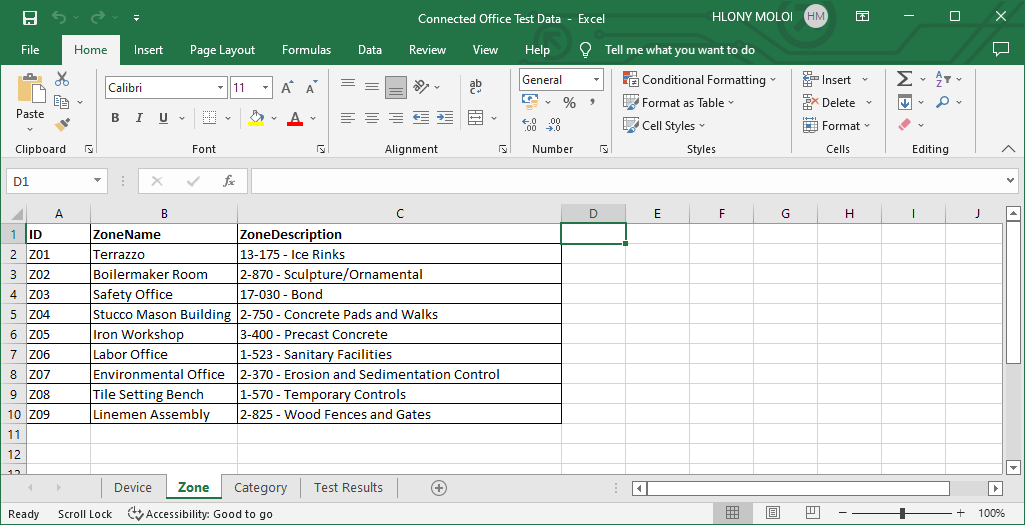 Connected Office Test Data - Excel
HLONY MOLOI HM
File Home Insert Page Layout Formulas Data Review View Help Tell me what you want to do
Calibri 11 General Conditional Formatting Insert
Paste B I U A Format as Table Delete
Cell Styles Format
Clipboard Font Alignment Number Styles Cells Editing
D1 fx
A B C D E F G H I J
1 ID ZoneName ZoneDescription
2 Z01 Terrazzo 13-175 - Ice Rinks
3 Z02 Boilermaker Room 2-870 - Sculpture/Ornamental
4 Z03 Safety Office 17-030 - Bond
5 Z04 Stucco Mason Building 2-750 - Concrete Pads and Walks
6 Z05 Iron Workshop 3-400 - Precast Concrete
7 Z06 Labor Office 1-523 - Sanitary Facilities
8 Z07 Environmental Office 2-370 - Erosion and Sedimentation Control
9 Z08 Tile Setting Bench 1-570 - Temporary Controls
10 Z09 Linemen Assembly 2-825 - Wood Fences and Gates
11
12
Device Zone Category Test Results
Ready Scroll Lock Accessibility: Good to go 100%